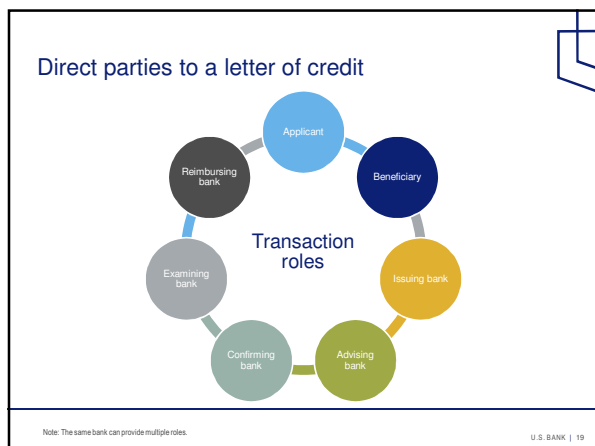 Direct parties to a letter of credit
Applicant
Beneficiary
Issuing bank
Advising
bank
Confirming
bank
Examining
bank
Reimbursing
bank
Transaction
roles
Note: The same bank can provide multiple roles.
U.S. BANK | 19